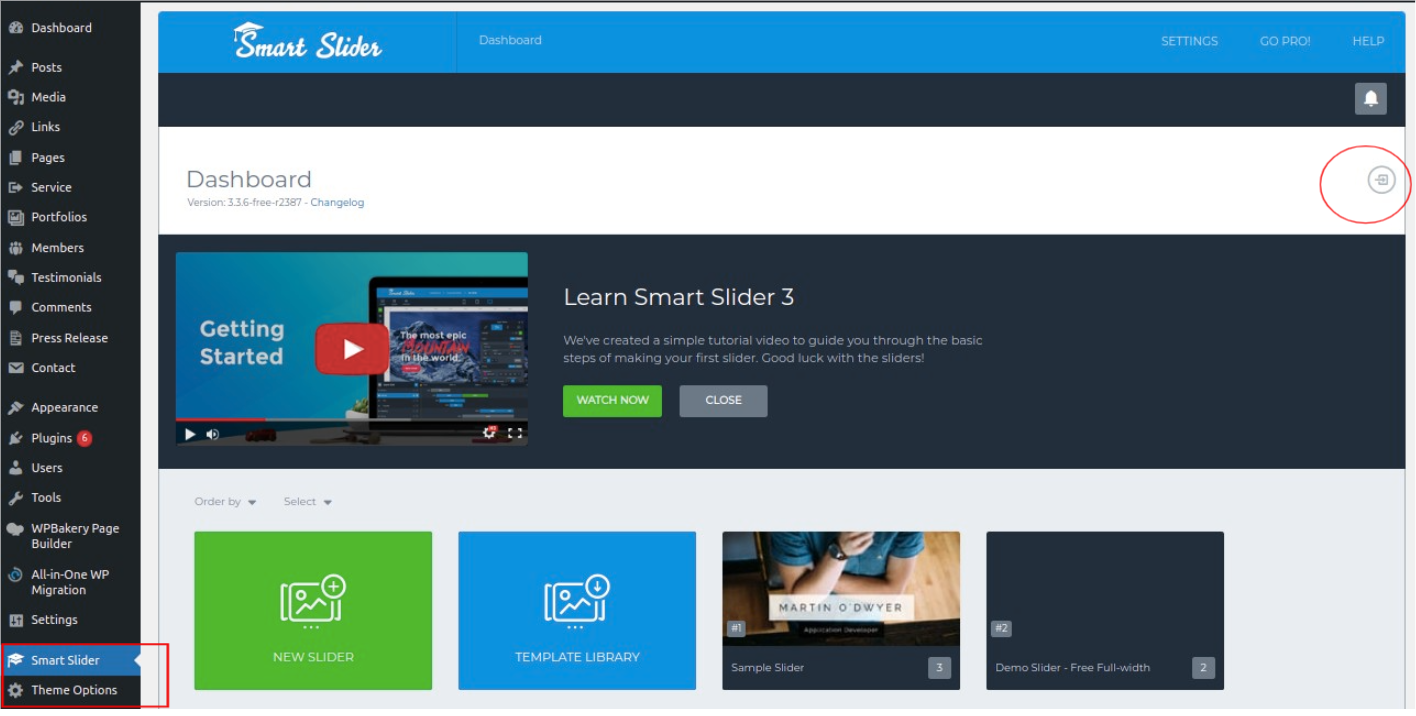 Dashboard
Posts
Media
Links
Pages
Service
Portfolios
Members
Testimonials
Comments
Press Release
Contact
Appearance
Plugins 6
Users
Tools
WPBakery Page
Builder
All-in-One WP
Migration
Settings
Smart Slider
Theme Options
Smart Slider
Dashboard
SETTINGS GO PRO! HELP
Dashboard
Version: 3.3.6-free-r2387 - Changelog
Getting
Started
The most epic
MOUNTAIN
in the world.
Learn Smart Slider 3
We've created a simple tutorial video to guide you through the basic
steps of making your first slider. Good luck with the sliders!
WATCH NOW CLOSE
Order by Select
NEW SLIDER
TEMPLATE LIBRARY
MARTIN O'DWYER
Application Developer
#1
Sample Slider 3
#2
Demo Slider - Free Full-width 2